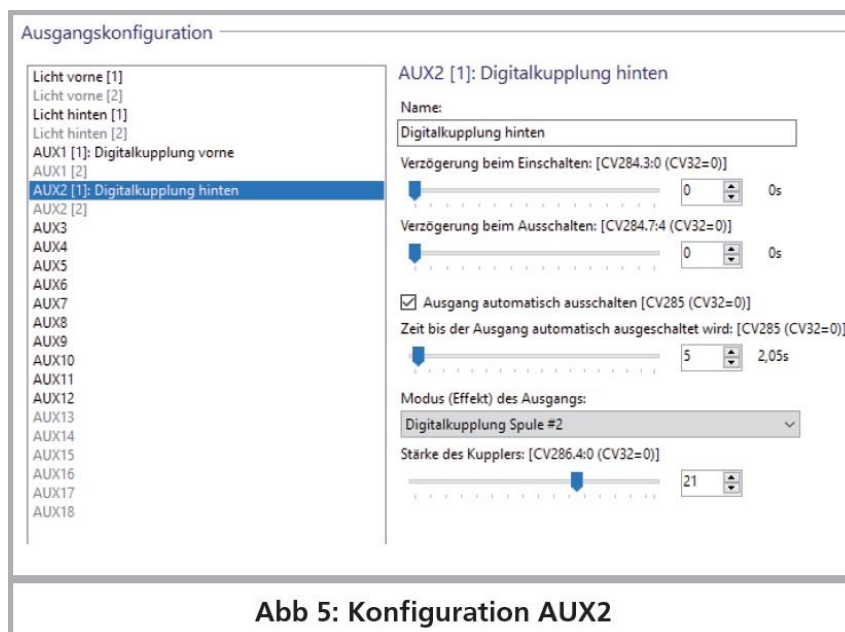 Ausgangskonfiguration
Licht vorne [1]
Licht vorne [2]
Licht hinten [1]
Licht hinten [2]
AUX1 [1]: Digitalkupplung vorne
AUX1 [2]
AUX2 [1]: Digitalkupplung hinten
AUX2 [2]
AUX3
AUX4
AUX5
AUX6
AUX7
AUX8
AUX9
AUX10
AUX11
AUX12
AUX13
AUX14
AUX15
AUX16
AUX17
AUX18
AUX2 [1]: Digitalkupplung hinten
Name:
Digitalkupplung hinten
Verzögerung beim Einschalten: [CV284.3:0 (CV32=0)]
0 0s
Verzögerung beim Ausschalten: [CV284.7:4 (CV32=0)]
0 0s
Ausgang automatisch ausschalten [CV285 (CV32=0)]
Zeit bis der Ausgang automatisch ausgeschaltet wird: [CV285 (CV32=0)]
5 2,05s
Modus (Effekt) des Ausgangs:
Digitalkupplung Spule #2
Stärke des Kupplers: [CV286.4:0 (CV32=0)]
21
Abb 5: Konfiguration AUX2